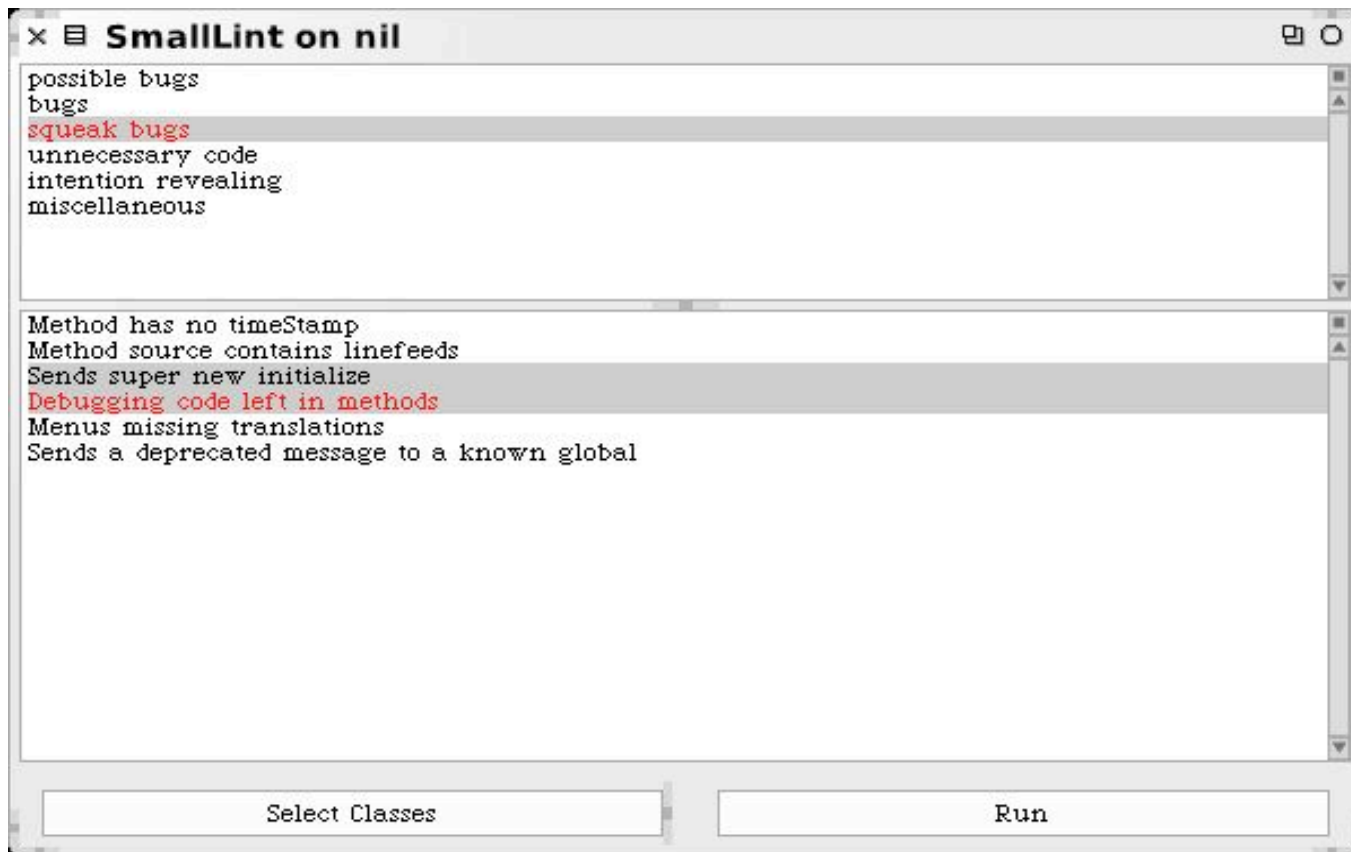 SmallLint on nil
possible bugs
bugs
squeak bugs
unnecessary code
intention revealing
miscellaneous
Method has no timeStamp
Method source contains linefeeds
Sends super new initialize
Debugging code left in methods
Menus missing translations
Sends a deprecated message to a known global
Select Classes
Run